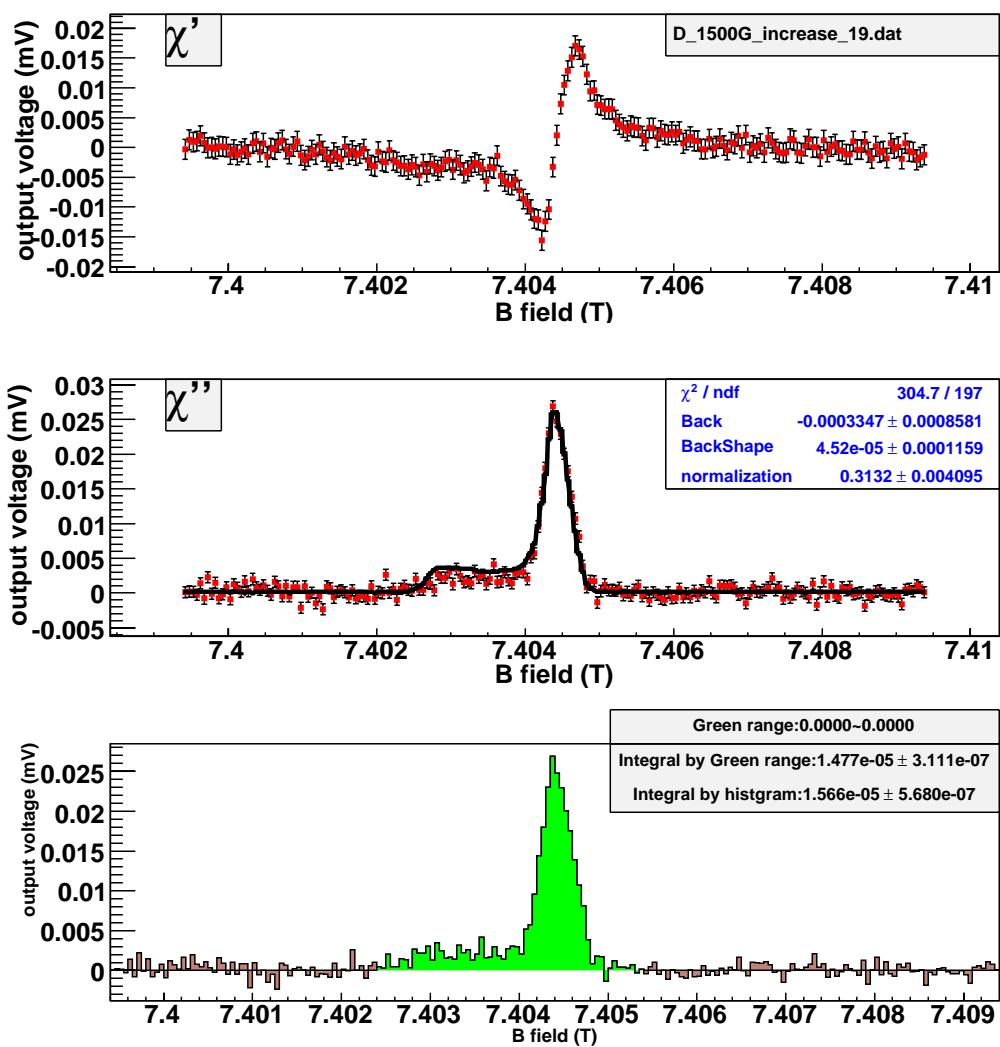 χ’
D_1500G_increase_19.dat
output voltage (mV)
0.02
0.015
0.01
0.005
0
-0.005
-0.01
-0.015
-0.02
7.4 7.402 7.404 7.406 7.408 7.41
B field (T)
χ’’
χ² / ndf 304.7 / 197
Back -0.0003347 ± 0.0008581
BackShape 4.52e-05 ± 0.0001159
normalization 0.3132 ± 0.004095
output voltage (mV)
0.03
0.025
0.02
0.015
0.01
0.005
0
-0.005
7.4 7.402 7.404 7.406 7.408 7.41
B field (T)
Green range:0.0000~0.0000
Integral by Green range:1.477e-05 ± 3.111e-07
Integral by histgram:1.566e-05 ± 5.680e-07
output voltage (mV)
0.025
0.02
0.015
0.01
0.005
0
7.4 7.401 7.402 7.403 7.404 7.405 7.406 7.407 7.408 7.409
B field (T)